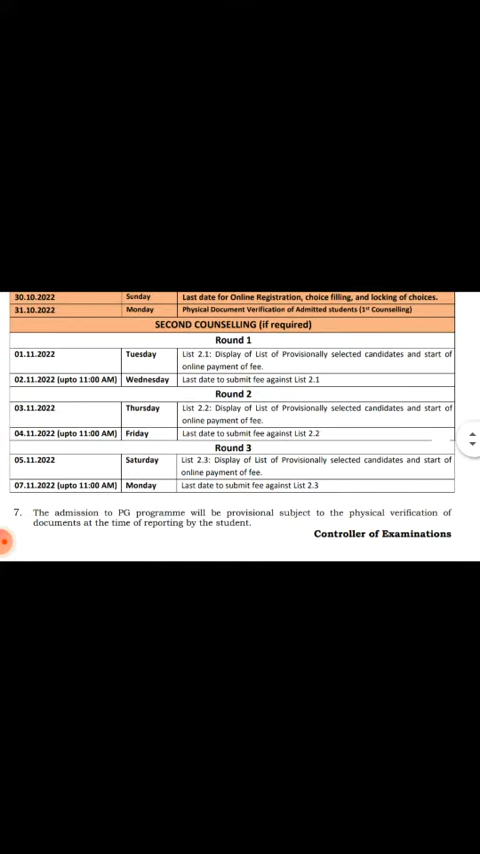 30.10.2022 Sunday Last date for Online Registration, choice filling, and locking of choices.
31.10.2022 Monday Physical Document Verification of Admitted students (1st Counselling)
SECOND COUNSELLING (if required)
Round 1
01.11.2022 Tuesday List 2.1: Display of List of Provisionally selected candidates and start of
online payment of fee.
02.11.2022 (upto 11:00 AM) Wednesday Last date to submit fee against List 2.1
Round 2
03.11.2022 Thursday List 2.2: Display of List of Provisionally selected candidates and start of
online payment of fee.
04.11.2022 (upto 11:00 AM) Friday Last date to submit fee against List 2.2
Round 3
05.11.2022 Saturday List 2.3: Display of List of Provisionally selected candidates and start of
online payment of fee.
07.11.2022 (upto 11:00 AM) Monday Last date to submit fee against List 2.3
7. The admission to PG programme will be provisional subject to the physical verification of
documents at the time of reporting by the student.
Controller of Examinations